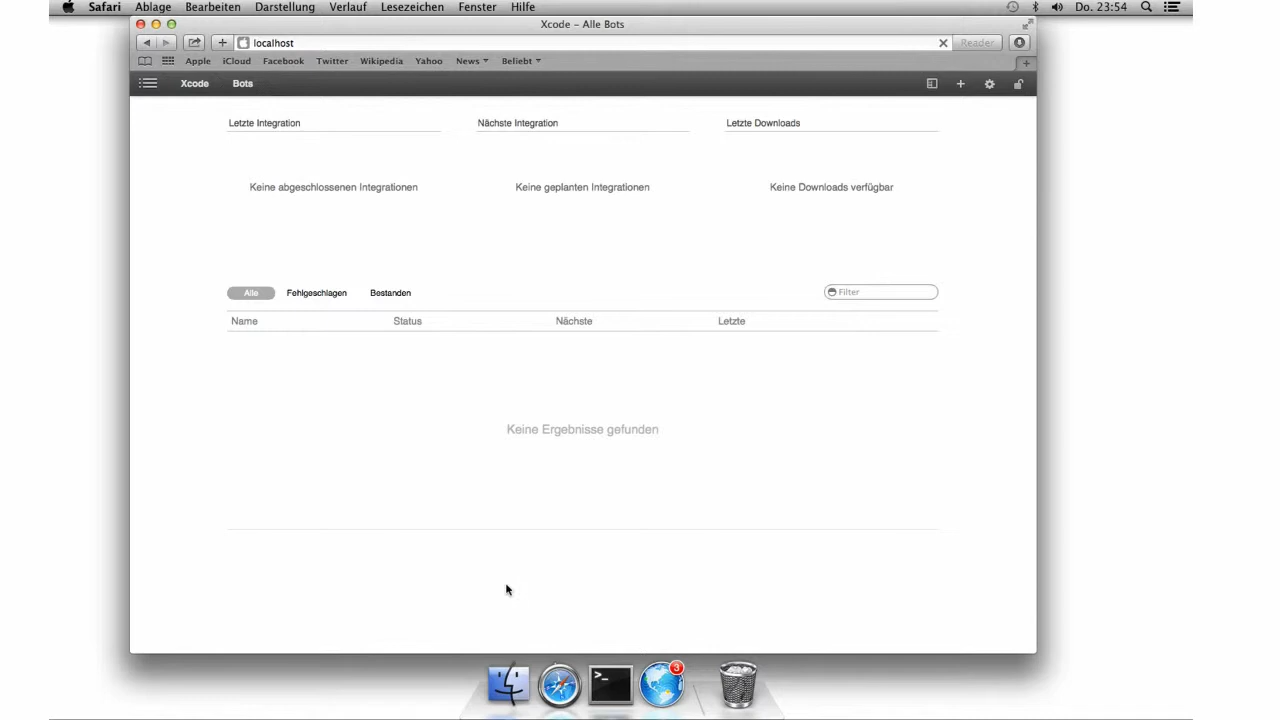 Safari Ablage Bearbeiten Darstellung Verlauf Lesezeichen Fenster Hilfe Do. 23:54
Xcode – Alle Bots
localhost Reader
Apple iCloud Facebook Twitter Wikipedia Yahoo News Beliebt
Xcode Bots
Letzte Integration Nächste Integration Letzte Downloads
Keine abgeschlossenen Integrationen Keine geplanten Integrationen Keine Downloads verfügbar
Alle Fehlgeschlagen Bestanden Filter
Name Status Nächste Letzte
Keine Ergebnisse gefunden
>_ 3